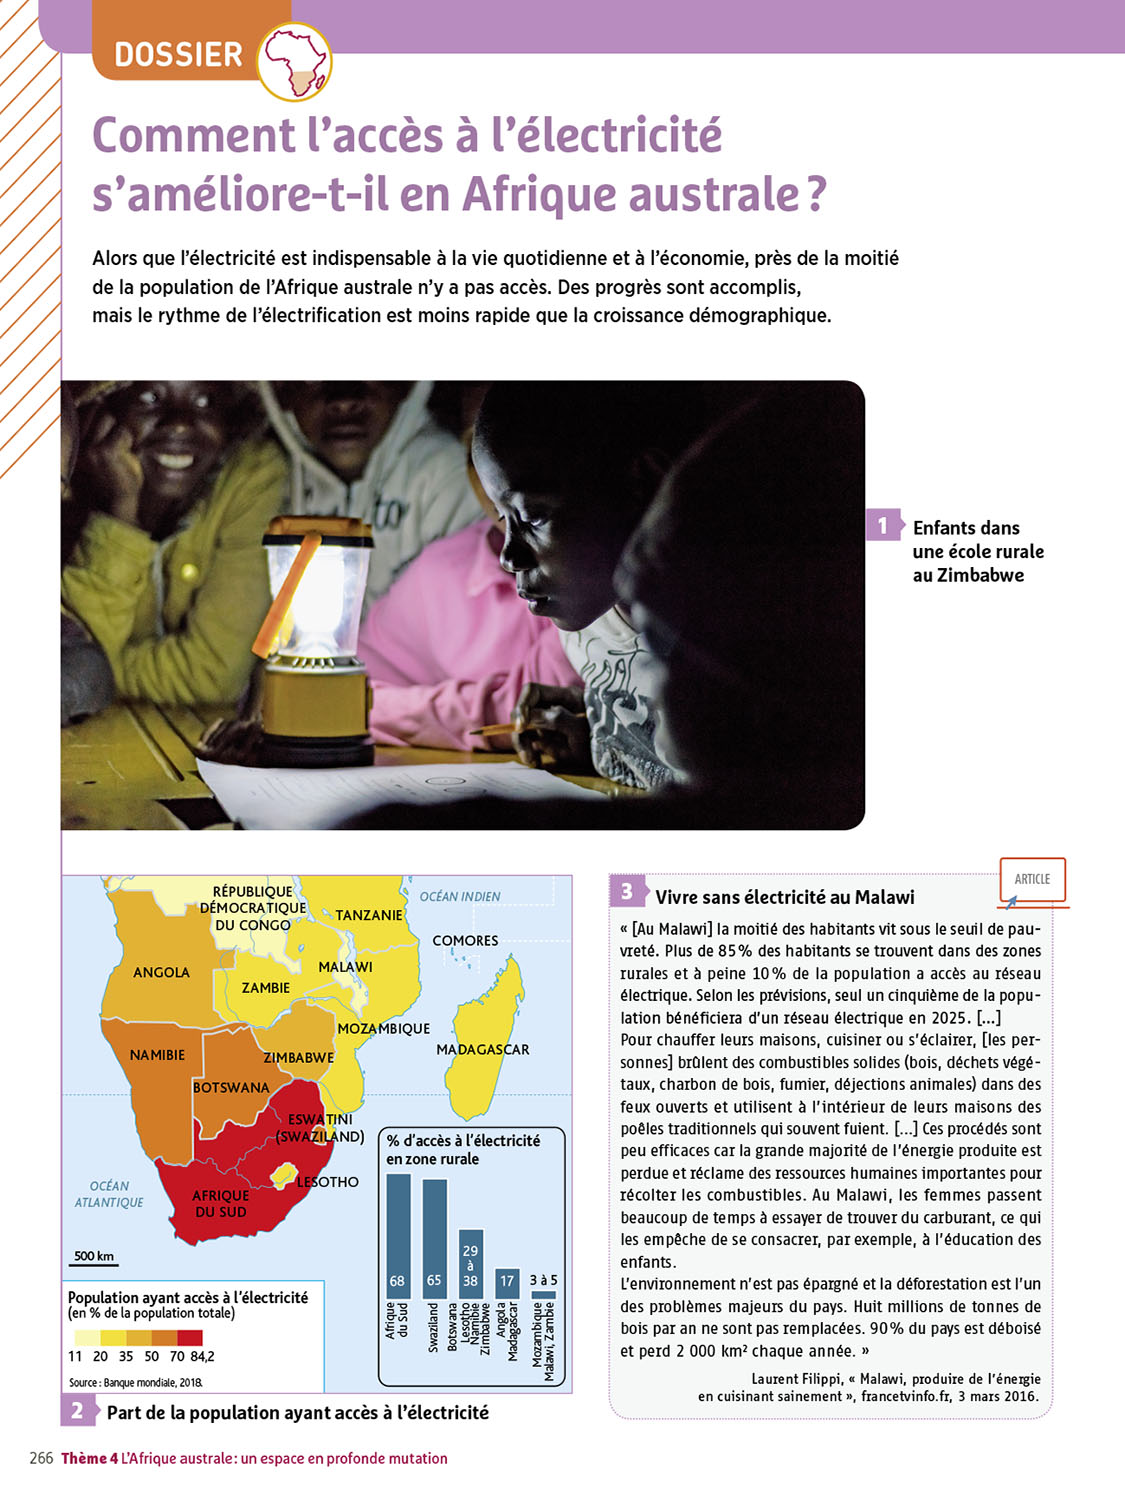 DOSSIER
Comment l’accès à l’électricité
s’améliore-t-il en Afrique australe ?
Alors que l’électricité est indispensable à la vie quotidienne et à l’économie, près de la moitié
de la population de l’Afrique australe n’y a pas accès. Des progrès sont accomplis,
mais le rythme de l’électrification est moins rapide que la croissance démographique.
1 Enfants dans
une école rurale
au Zimbabwe
RÉPUBLIQUE
DÉMOCRATIQUE
DU CONGO
OCÉAN INDIEN
TANZANIE
COMORES
ANGOLA
MALAWI
ZAMBIE
MOZAMBIQUE
NAMIBIE
ZIMBABWE
MADAGASCAR
BOTSWANA
ESWATINI
(SWAZILAND)
OCÉAN
ATLANTIQUE
AFRIQUE
DU SUD
LESOTHO
500 km
% d’accès à l’électricité
en zone rurale
68
65
29
à
38
17
3 à 5
Afrique
du Sud
Swaziland
Botswana
Lesotho
Namibie
Zimbabwe
Angola
Madagascar
Mozambique
Malawi, Zambie
Population ayant accès à l’électricité
(en % de la population totale)
11 20 35 50 70 84,2
Source : Banque mondiale, 2018.
2 Part de la population ayant accès à l’électricité
ARTICLE
3 Vivre sans électricité au Malawi
« [Au Malawi] la moitié des habitants vit sous le seuil de pau-
vreté. Plus de 85 % des habitants se trouvent dans des zones
rurales et à peine 10 % de la population a accès au réseau
électrique. Selon les prévisions, seul un cinquième de la popu-
lation bénéficiera d’un réseau électrique en 2025. [...]
Pour chauffer leurs maisons, cuisiner ou s’éclairer, [les per-
sonnes] brûlent des combustibles solides (bois, déchets végé-
taux, charbon de bois, fumier, déjections animales) dans des
feux ouverts et utilisent à l’intérieur de leurs maisons des
poêles traditionnels qui souvent fuient. [...] Ces procédés sont
peu efficaces car la grande majorité de l’énergie produite est
perdue et réclame des ressources humaines importantes pour
récolter les combustibles. Au Malawi, les femmes passent
beaucoup de temps à essayer de trouver du carburant, ce qui
les empêche de se consacrer, par exemple, à l’éducation des
enfants.
L’environnement n’est pas épargné et la déforestation est l’un
des problèmes majeurs du pays. Huit millions de tonnes de
bois par an ne sont pas remplacées. 90 % du pays est déboisé
et perd 2 000 km² chaque année. »
Laurent Filippi, « Malawi, produire de l’énergie
en cuisinant sainement », francetvinfo.fr, 3 mars 2016.
266 Thème 4 L’Afrique australe : un espace en profonde mutation